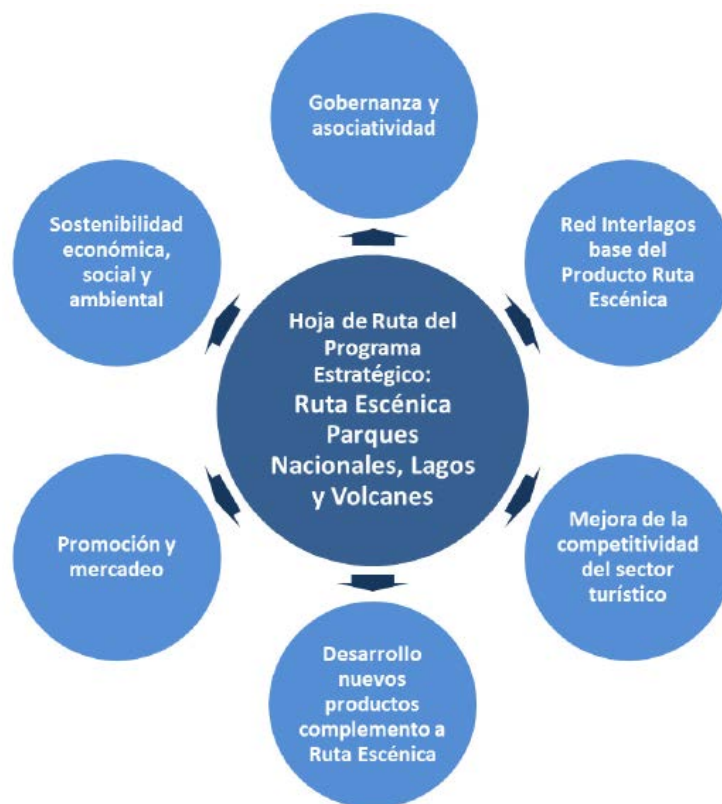 Gobernanza y
asociatividad
Sostenibilidad
económica,
social y
ambiental
Red Interlagos
base del
Producto Ruta
Escénica
Hoja de Ruta del
Programa
Estratégico:
Ruta Escénica
Parques
Nacionales, Lagos
y Volcanes
Promoción y
mercadeo
Mejora de la
competitividad
del sector
turístico
Desarrollo
nuevos
productos
complemento a
Ruta Escénica